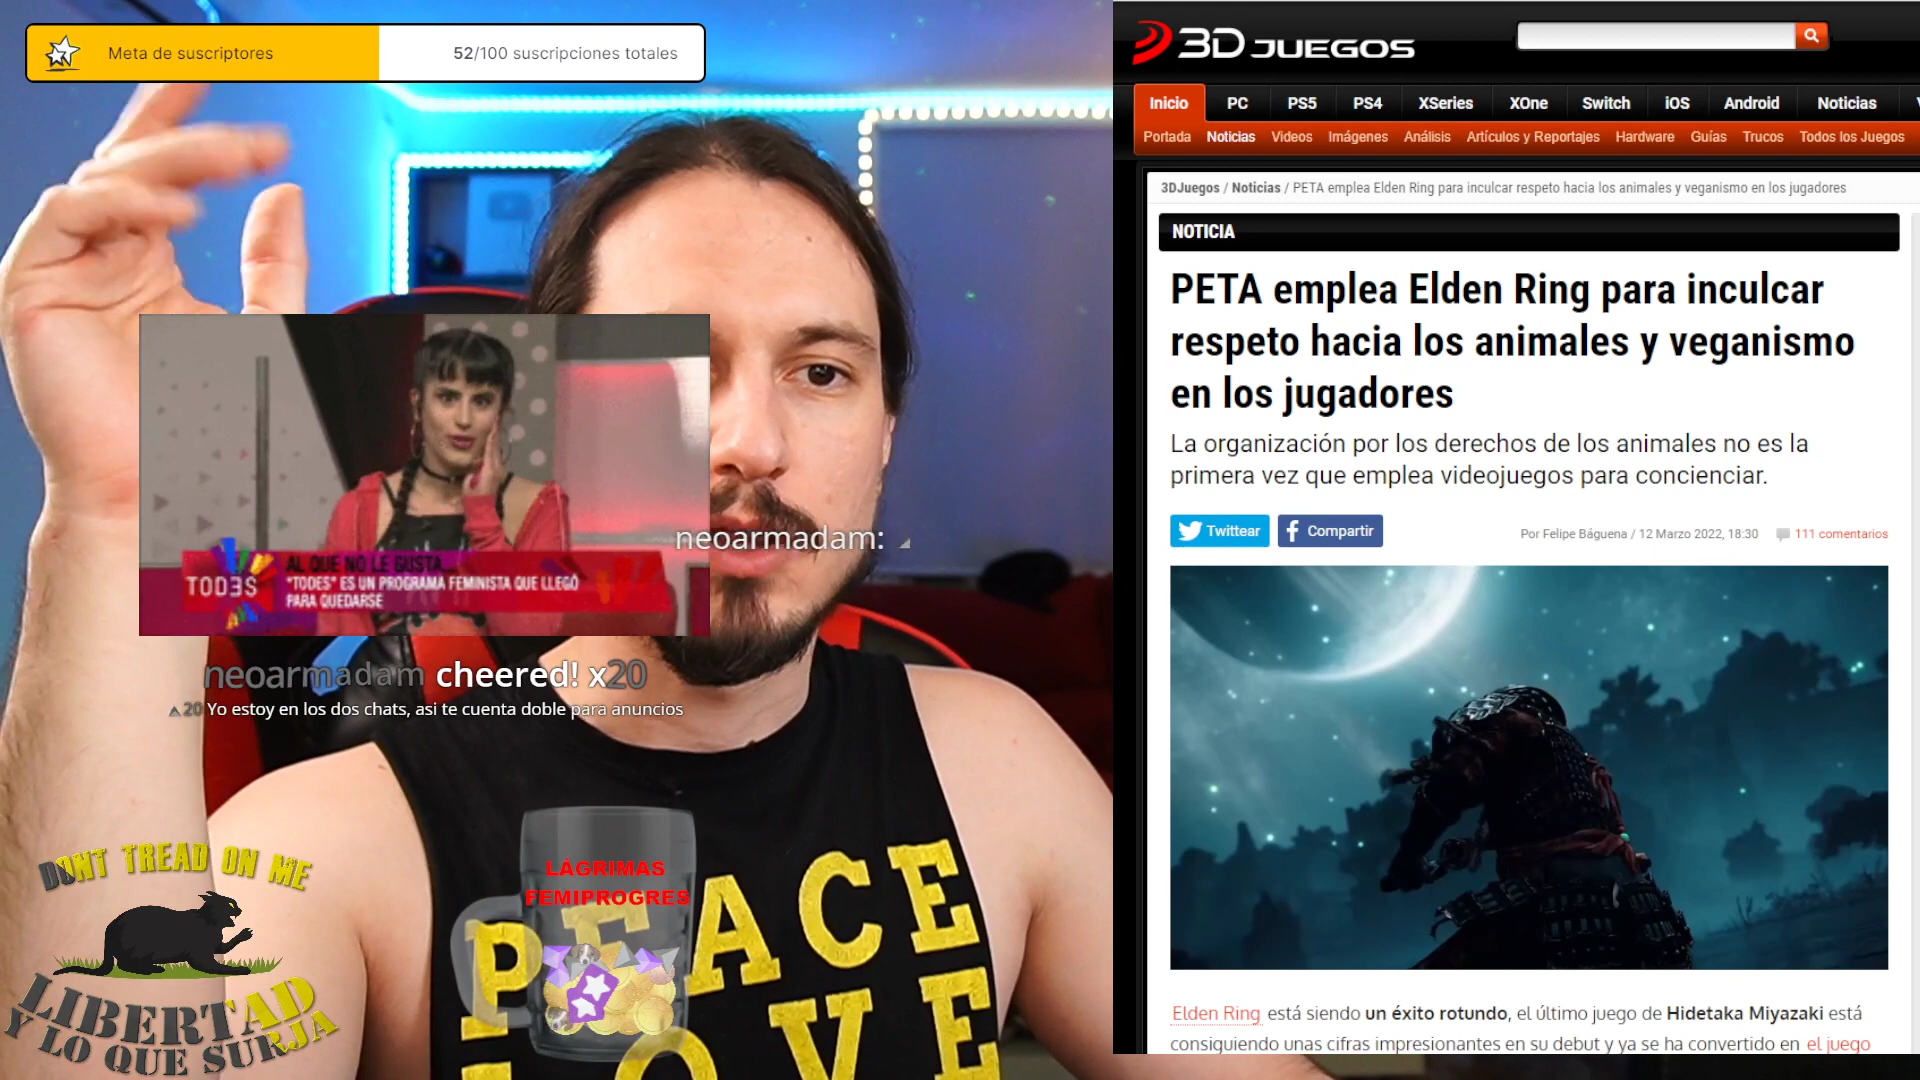 Meta de suscriptores
52/100 suscripciones totales
AL QUE NO LE GUSTA...
TOD3S
"TODES" ES UN PROGRAMA FEMINISTA QUE LLEGÓ
PARA QUEDARSE
neoarmadam:
neoarmadam cheered! x20
20 Yo estoy en los dos chats, asi te cuenta doble para anuncios
DONT TREAD ON ME
LIBERTAD
Y LO QUE SURJA
LÁGRIMAS
FEMIPROGRES
PEACE
LOVE
3DJUEGOS
Inicio PC PS5 PS4 XSeries XOne Switch iOS Android Noticias
Portada Noticias Videos Imágenes Análisis Artículos y Reportajes Hardware Guías Trucos Todos los Juegos
3DJuegos / Noticias / PETA emplea Elden Ring para inculcar respeto hacia los animales y veganismo en los jugadores
NOTICIA
PETA emplea Elden Ring para inculcar
respeto hacia los animales y veganismo
en los jugadores
La organización por los derechos de los animales no es la
primera vez que emplea videojuegos para concienciar.
Twittear
Compartir
Por Felipe Báguena / 12 Marzo 2022, 18:30
111 comentarios
Elden Ring está siendo un éxito rotundo, el último juego de Hidetaka Miyazaki está
consiguiendo unas cifras impresionantes en su debut y ya se ha convertido en el juego